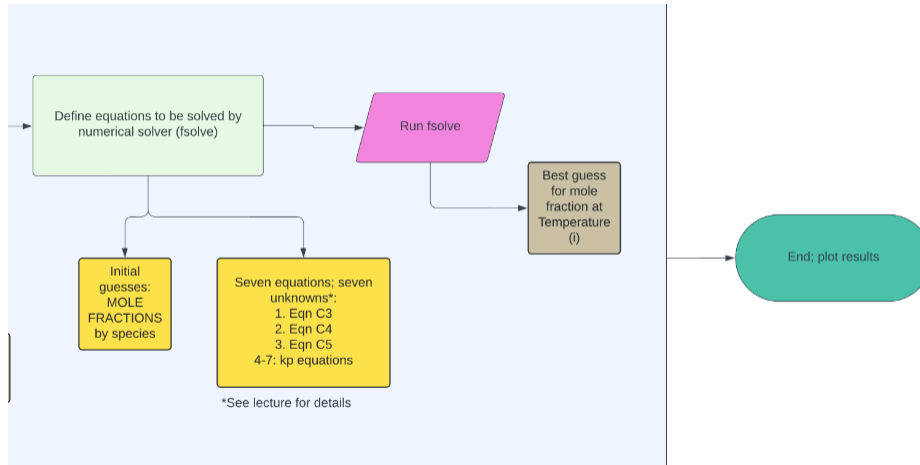 Define equations to be solved by
numerical solver (fsolve)
Run fsolve
Best guess
for mole
fraction at
Temperature
(i)
End; plot results
Initial
guesses:
MOLE
FRACTIONS
by species
Seven equations; seven
unknowns*:
1. Eqn C3
2. Eqn C4
3. Eqn C5
4-7: kp equations
*See lecture for details